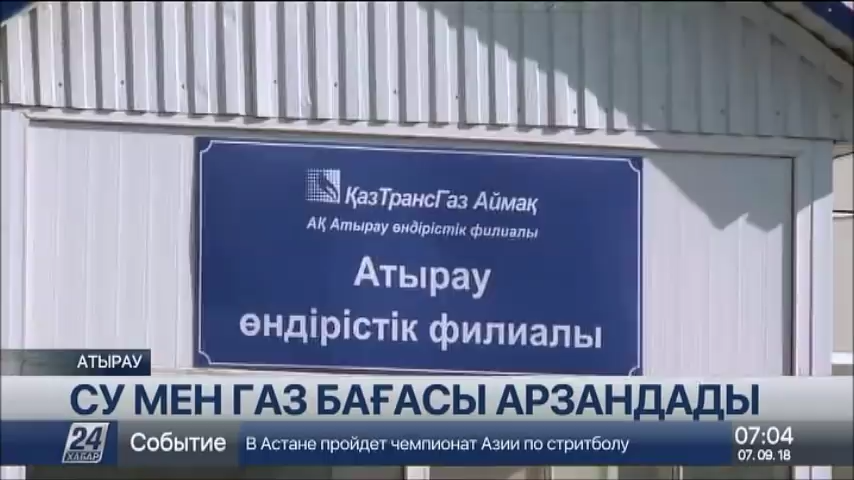 ҚазТрансГаз Аймақ
АҚ Атырау өндірістік филиалы
Атырау
өндірістік филиалы
АТЫРАУ
СУ МЕН ГАЗ БАҒАСЫ АРЗАНДАДЫ
24 ХАБАР
Событие
В Астане пройдет чемпионат Азии по стритболу
07:04
07.09.18